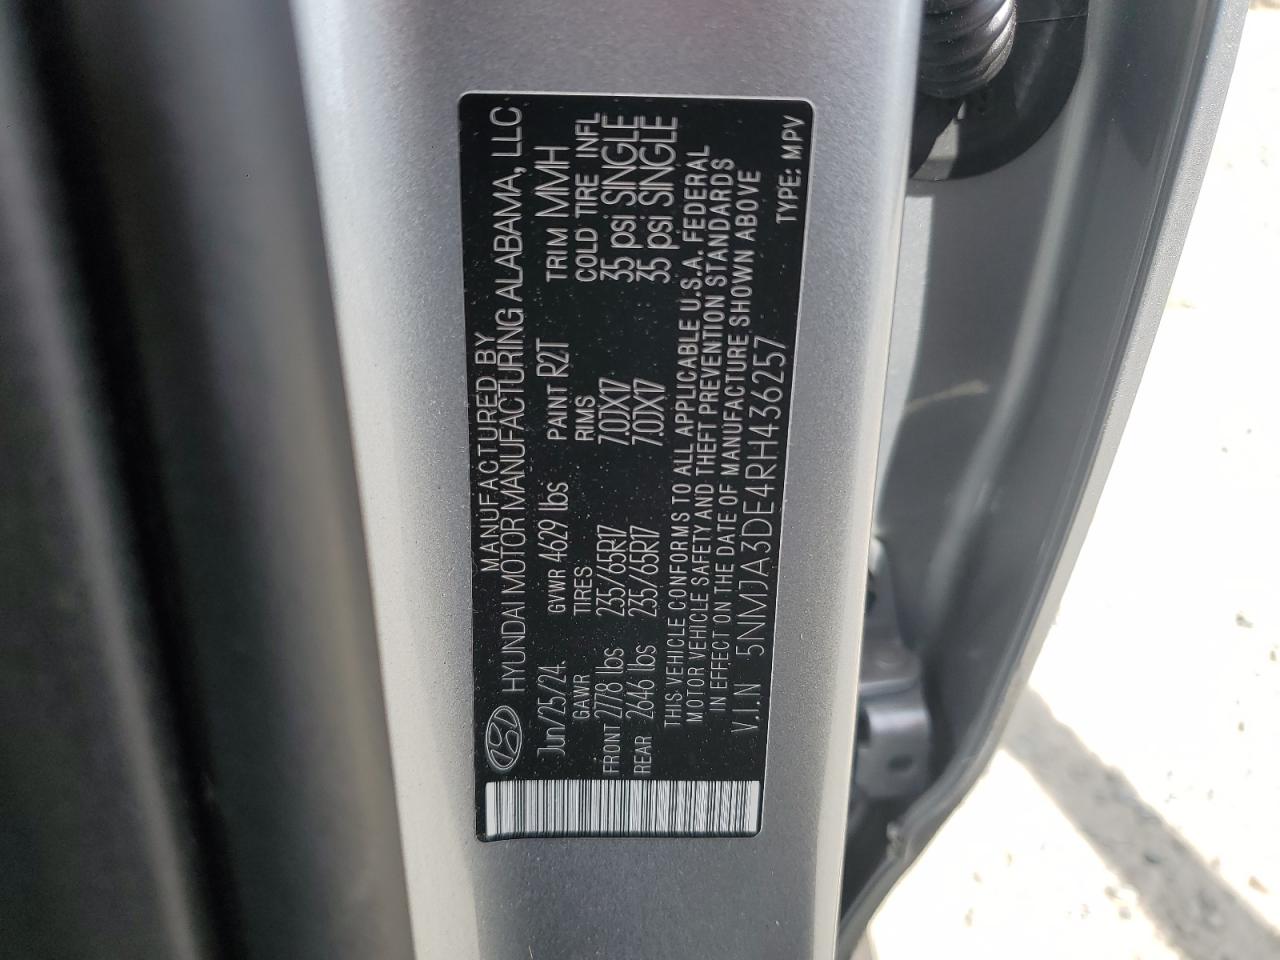 MANUFACTURED BY
HYUNDAI MOTOR MANUFACTURING ALABAMA, LLC
Jun/25/24. GVWR 4629 lbs PAINT R2T TRIM MMH
GAWR TIRES RIMS COLD TIRE INFL
FRONT 2778 lbs 235/65R17 7.0JX17 35 psi SINGLE
REAR 2646 lbs 235/65R17 7.0JX17 35 psi SINGLE
THIS VEHICLE CONFORMS TO ALL APPLICABLE U.S.A. FEDERAL
MOTOR VEHICLE SAFETY AND THEFT PREVENTION STANDARDS
IN EFFECT ON THE DATE OF MANUFACTURE SHOWN ABOVE
V.I.N 5NMJA3DE4RH436257 TYPE: MPV